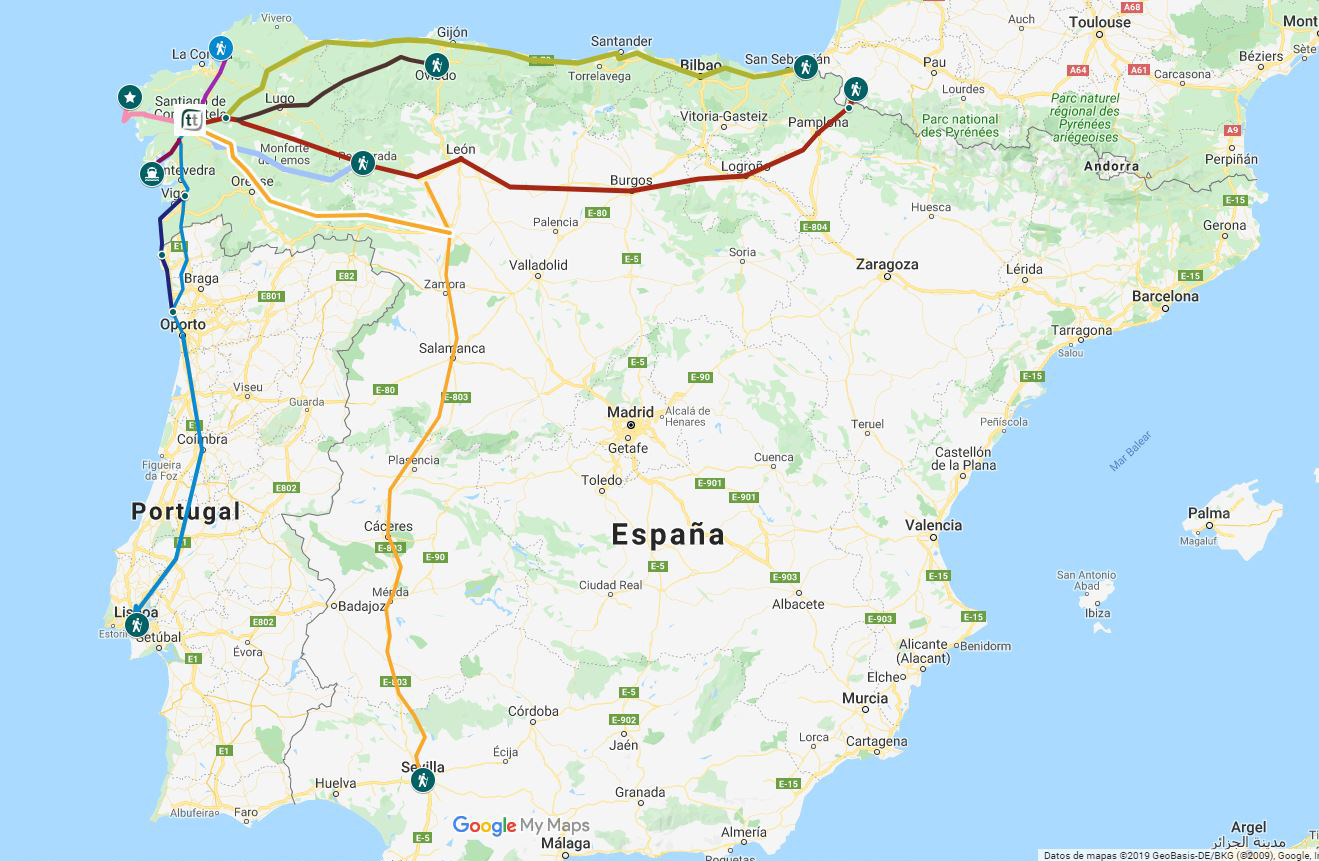 Vivero
La Co
Gijón
Santander
Torrelavega
Bilbao
San Sebastián
Toulouse
Auch
A68
Mont
Sète
Béziers
Pau
A64
A61
Carcasona
Lourdes
Oviedo
Lugo
Santiago de
tt
Vitoria-Gasteiz
Pamplona
Parc national
des Pyrénées
Parc naturel
régional des
Pyrénées
ariégeoises
A9
Perpiñán
Andorra
Monforte
de Lemos
León
Logroño
Burgos
Orense
Vigo
E-80
Palencia
E-804
Huesca
E-15
Gerona
E1
Braga
E82
E801
Zamora
Valladolid
E-5
Soria
Zaragoza
Lérida
E-15
Barcelona
Oporto
Tarragona
Salou
Salamanca
E-5
E-90
E-15
Viseu
Guarda
E-80
E-803
Madrid
Alcalá de
Henares
Getafe
Teruel
Peñíscola
Coímbra
Figueira
da Foz
Plasencia
Toledo
Cuenca
Castellón
de la Plana
Mar Balear
E802
E-901
E-901
Portugal
Cáceres
España
Valencia
Palma
Magaluf
E1
E-803
E-90
E-5
Ciudad Real
E-903
E-15
San Antonio
Abad
Ibiza
Mérida
Badajoz
Albacete
Lisboa
Setúbal
E802
E-903
E-15
Évora
E1
Alicante
(Alacant)
Benidorm
Elche
E-803
E-5
Murcia
Córdoba
E-902
Jaén
Lorca
Cartagena
E1
Écija
Sevilla
Huelva
E-15
Granada
Albufeira
Faro
Google My Maps
E-5
Málaga
Almería
Roquetas
Argel
مدينة الجزائر
Datos de mapas ©2019 GeoBasis-DE/BKG (©2009), Google, I